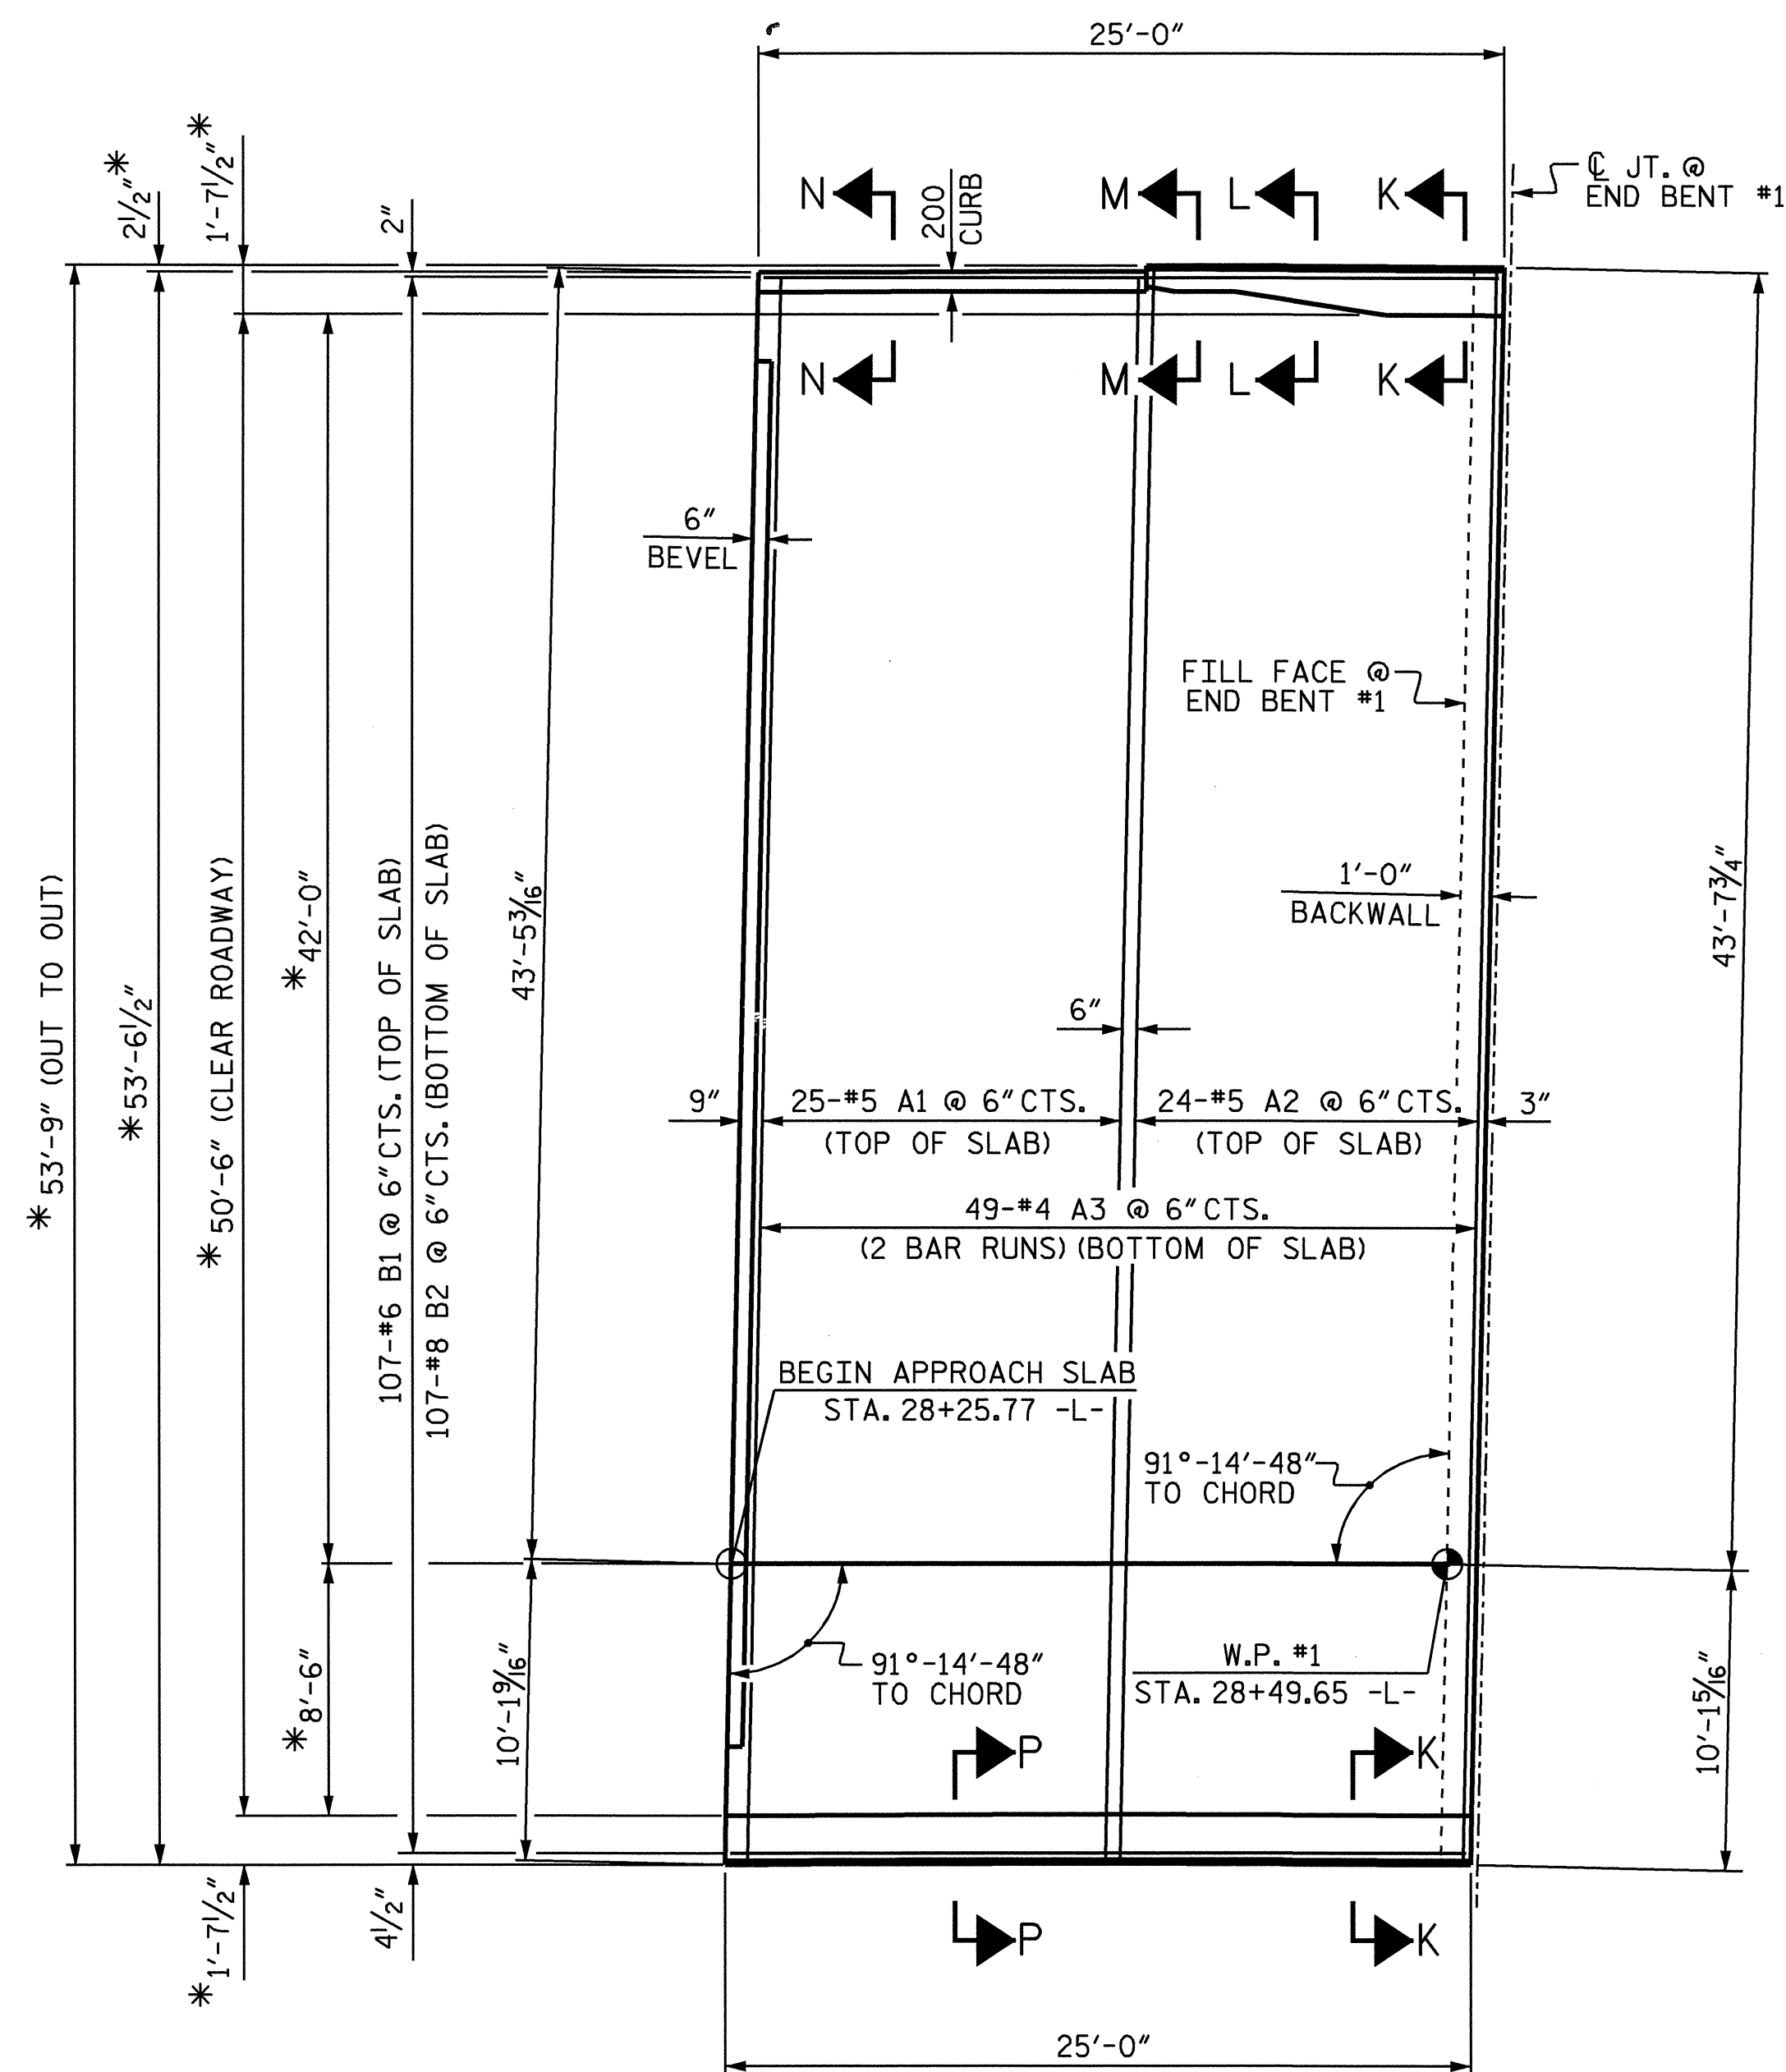 25'-0"
℄ JT. @
END BENT #1
N
M
L
K
200
CURB
2½"*
1'-7½"*
2"
N
M
L
K
6"
BEVEL
FILL FACE @
END BENT #1
1'-0"
BACKWALL
*53'-9" (OUT TO OUT)
*53'-6½"
*50'-6" (CLEAR ROADWAY)
*42'-0"
107-#6 B1 @ 6" CTS. (TOP OF SLAB)
107-#8 B2 @ 6" CTS. (BOTTOM OF SLAB)
43'-5³⁄₁₆"
43'-7¾"
6"
9"
25-#5 A1 @ 6" CTS.
(TOP OF SLAB)
24-#5 A2 @ 6" CTS.
(TOP OF SLAB)
3"
49-#4 A3 @ 6" CTS.
(2 BAR RUNS) (BOTTOM OF SLAB)
BEGIN APPROACH SLAB
STA. 28+25.77 -L-
91°-14'-48"
TO CHORD
91°-14'-48"
TO CHORD
W.P. #1
STA. 28+49.65 -L-
*8'-6"
10'-1⁹⁄₁₆"
10'-1⁵⁄₁₆"
P
K
*1'-7½"
4½"
P
K
25'-0"